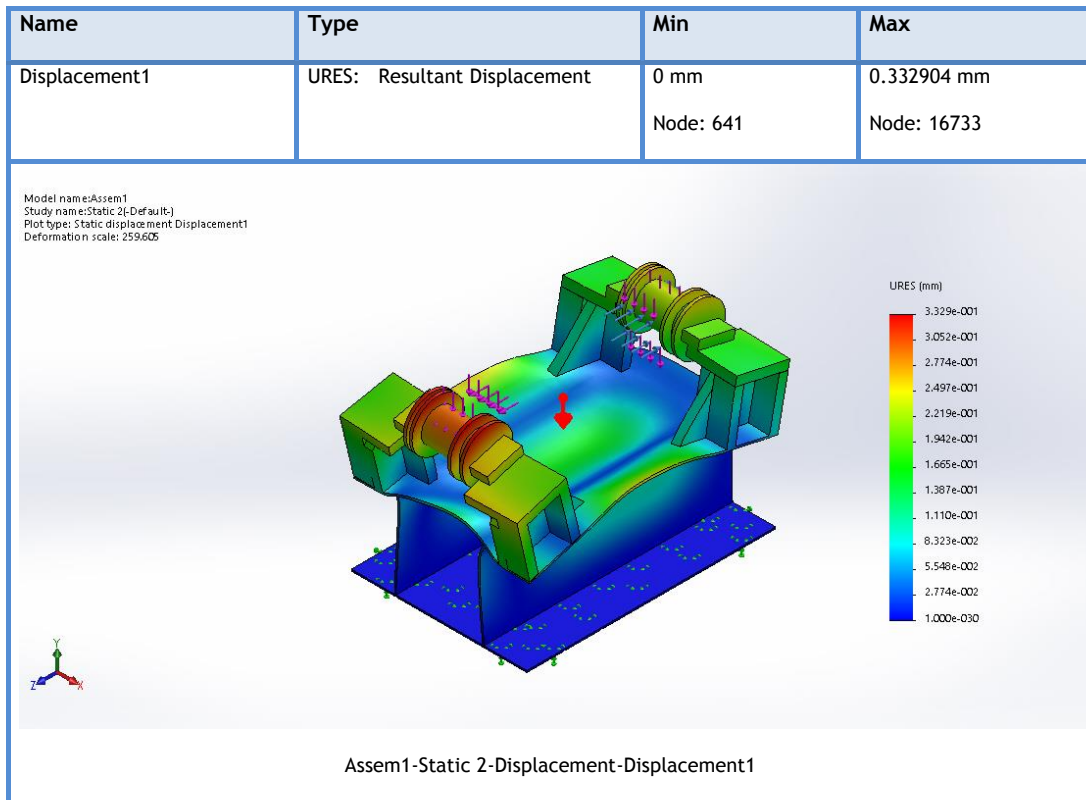 Name Type Min Max
Displacement1 URES: Resultant Displacement 0 mm 0.332904 mm
Node: 641 Node: 16733
Model name:Assem1
Study name:Static 2(-Default-)
Plot type: Static displacement Displacement1
Deformation scale: 259.605
URES (mm)
3.329e-001
3.052e-001
2.774e-001
2.497e-001
2.219e-001
1.942e-001
1.665e-001
1.387e-001
1.110e-001
8.323e-002
5.548e-002
2.774e-002
1.000e-030
Y
Z X
Assem1-Static 2-Displacement-Displacement1